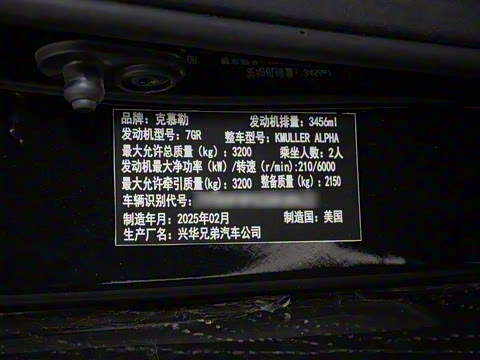 品牌：克慕勒 发动机排量：3456ml
发动机型号：7GR 整车型号：KMULLER ALPHA
最大允许总质量（kg）：3200 乘坐人数：2人
发动机最大净功率（kW）/转速（r/min):210/6000
最大允许牵引质量(kg)：3200 整备质量(kg)：2150
车辆识别代号：
制造年月：2025年02月 制造国：美国
生产厂名：兴华兄弟汽车公司